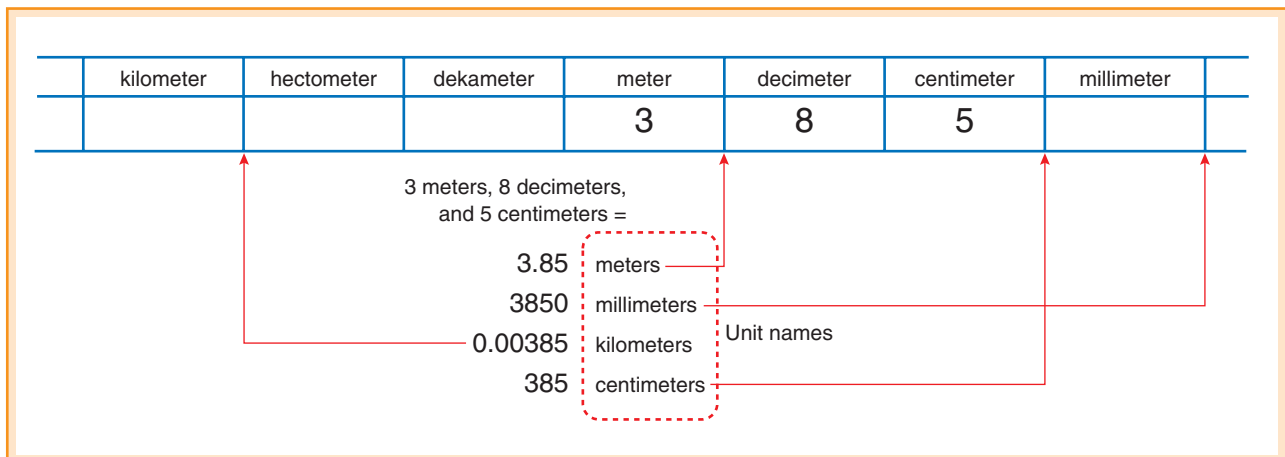 kilometer hectometer dekameter meter decimeter centimeter millimeter
3 8 5
3 meters, 8 decimeters,
and 5 centimeters =
3.85 meters
3850 millimeters
Unit names
0.00385 kilometers
385 centimeters